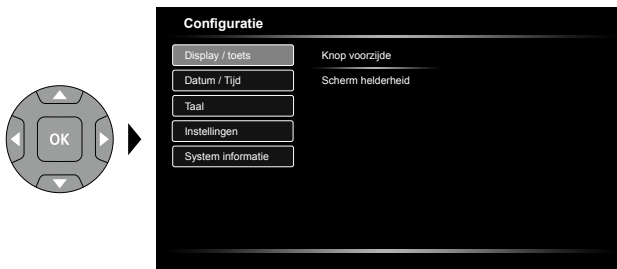 Configuratie
Display / toets
Knop voorzijde
Datum / Tijd
Scherm helderheid
Taal
Instellingen
System informatie
OK